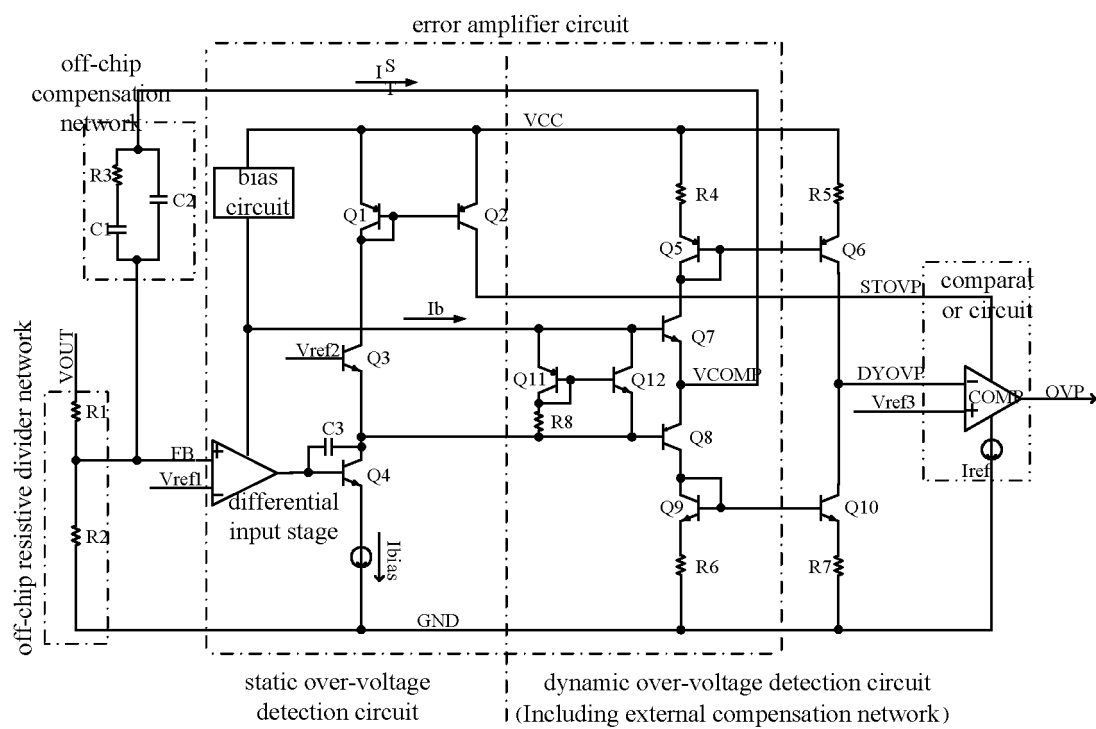 error amplifier circuit
off-chip
compensation
network
I ST
VCC
R3
C2
C1
bias
circuit
Q1
Q2
R4
R5
Q5
Q6
STOVP
comparat
or circuit
Ib
Vref2
Q3
Q7
Q11
Q12
VCOMP
DYOVP
Vref3
COMP
OVP
VOUT
off-chip resistive divider network
R1
R8
C3
Q8
FB
Vref1
Q4
Iref
differential
input stage
R2
Q9
Q10
Ibias
R6
R7
GND
static over-voltage
detection circuit
dynamic over-voltage detection circuit
(Including external compensation network)